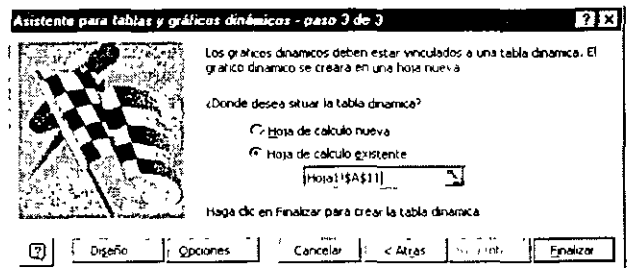 Asistente para tablas y gráficos dinámicos - paso 3 de 3
Los graficos dinamicos deben estar vinculados a una tabla dinamica. El
grafico dinamico se creara en una hoja nueva
¿Donde desea situar la tabla dinamica?
Hoja de calculo nueva
Hoja de calculo existente
Hoja1!$A$11
Haga clic en Finalizar para crear la tabla dinamica
Diseño Opciones Cancelar < Atras Finalizar